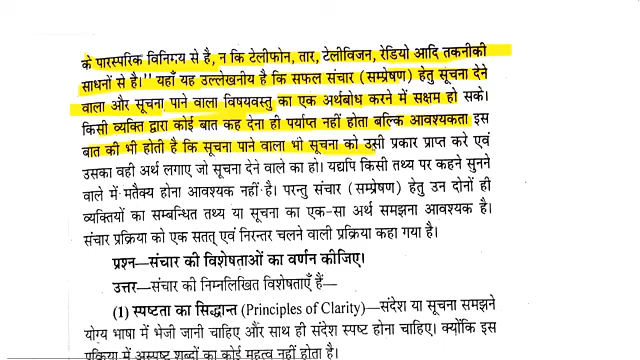 के पारस्परिक विनिमय से है, न कि टेलीफोन, तार, टेलीविजन, रेडियो आदि तकनीकी
साधनों से है।" यहाँ यह उल्लेखनीय है कि सफल संचार (सम्प्रेषण) हेतु सूचना देने
वाला और सूचना पाने वाला विषयवस्तु का एक अर्थबोध करने में सक्षम हो सके।
किसी व्यक्ति द्वारा कोई बात कह देना ही पर्याप्त नहीं होता बल्कि आवश्यकता इस
बात की भी होती है कि सूचना पाने वाला भी सूचना को उसी प्रकार प्राप्त करे एवं
उसका वही अर्थ लगाए जो सूचना देने वाले का हो। यद्यपि किसी तथ्य पर कहने सुनने
वाले में मतैक्य होना आवश्यक नहीं है। परन्तु संचार (सम्प्रेषण) हेतु उन दोनों ही
व्यक्तियों का सम्बन्धित तथ्य या सूचना का एक-सा अर्थ समझना आवश्यक है।
संचार प्रक्रिया को एक सतत् एवं निरन्तर चलने वाली प्रक्रिया कहा गया है।
प्रश्न—संचार की विशेषताओं का वर्णन कीजिए।
उत्तर—संचार की निम्नलिखित विशेषताएँ हैं—
(1) स्पष्टता का सिद्धान्त (Principles of Clarity)—संदेश या सूचना समझने
योग्य भाषा में भेजी जानी चाहिए और साथ ही संदेश स्पष्ट होना चाहिए। क्योंकि इस
प्रक्रिया में अस्पष्ट शब्दों का कोई महत्व नहीं होता है।